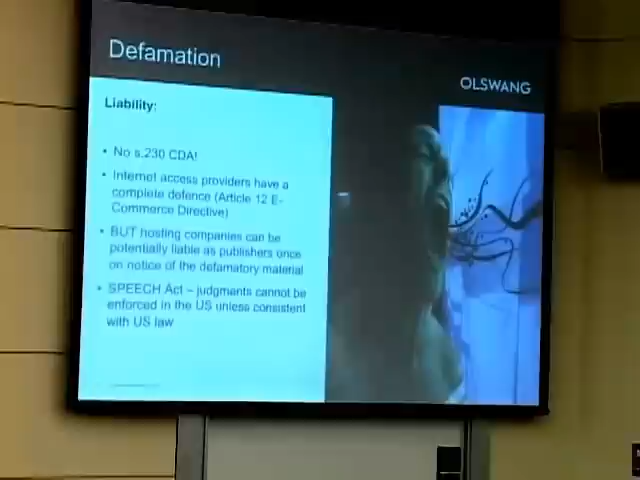 Defamation
OLSWANG
Liability:
• No s.230 CDA!
• Internet access providers have a
complete defence (Article 12 E-
Commerce Directive)
• BUT hosting companies can be
potentially liable as publishers once
on notice of the defamatory material
• SPEECH Act – judgments cannot be
enforced in the US unless consistent
with US law